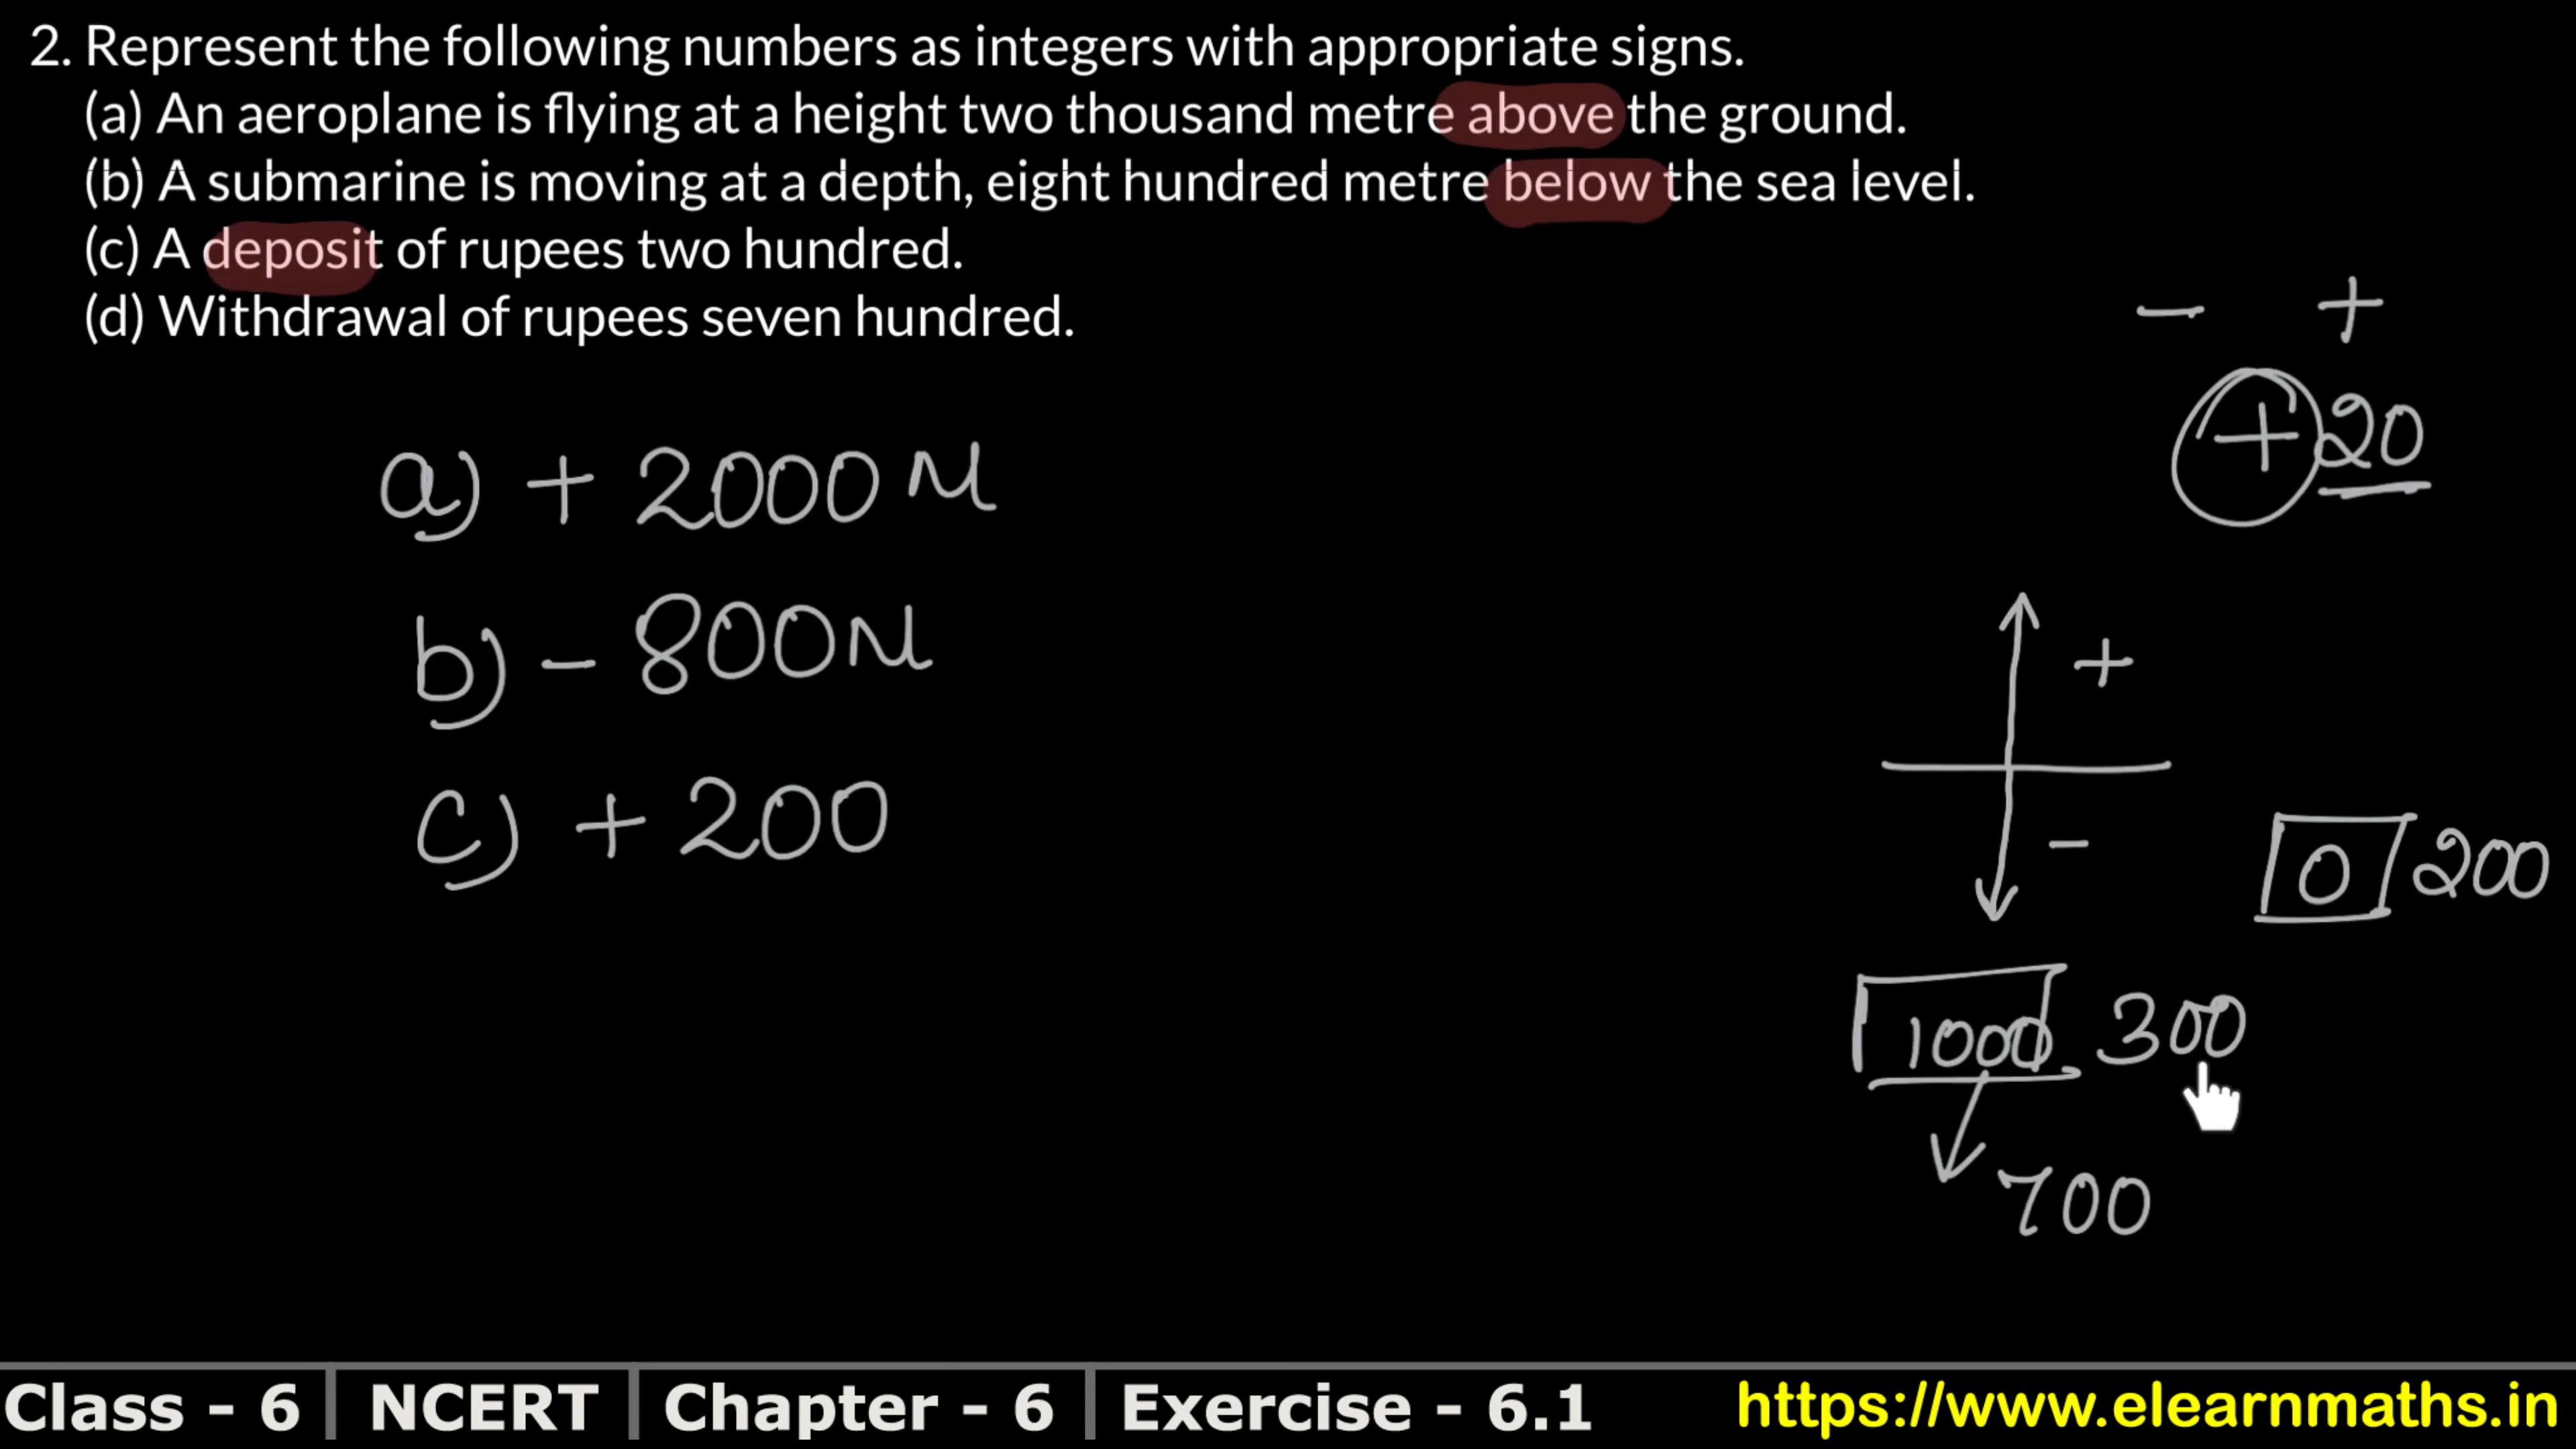 2. Represent the following numbers as integers with appropriate signs.
(a) An aeroplane is flying at a height two thousand metre above the ground.
(b) A submarine is moving at a depth, eight hundred metre below the sea level.
(c) A deposit of rupees two hundred.
(d) Withdrawal of rupees seven hundred.
- +
+ 20
a) + 2000 M
b) - 800 M
c) + 200
+
-
0 200
1000 300
700
Class - 6 | NCERT | Chapter - 6 | Exercise - 6.1 https://www.elearnmaths.in